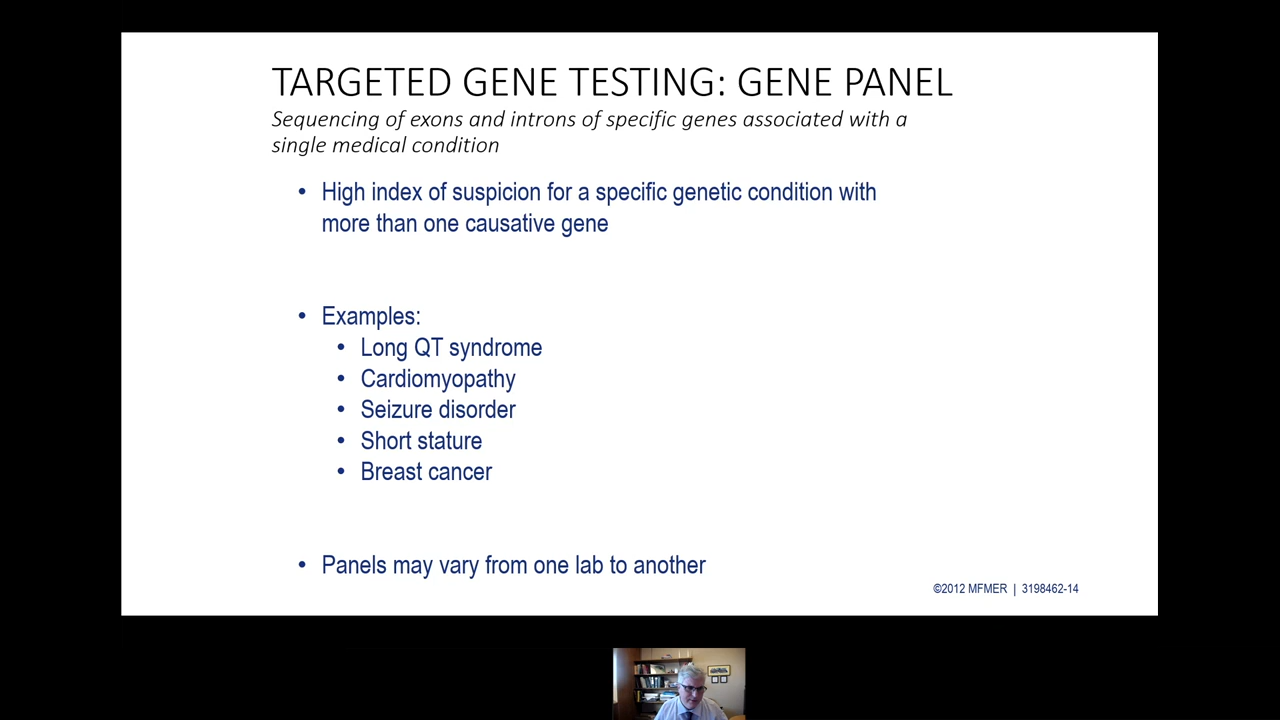 TARGETED GENE TESTING: GENE PANEL
Sequencing of exons and introns of specific genes associated with a
single medical condition
• High index of suspicion for a specific genetic condition with
more than one causative gene
• Examples:
• Long QT syndrome
• Cardiomyopathy
• Seizure disorder
• Short stature
• Breast cancer
• Panels may vary from one lab to another
©2012 MFMER | 3198462-14